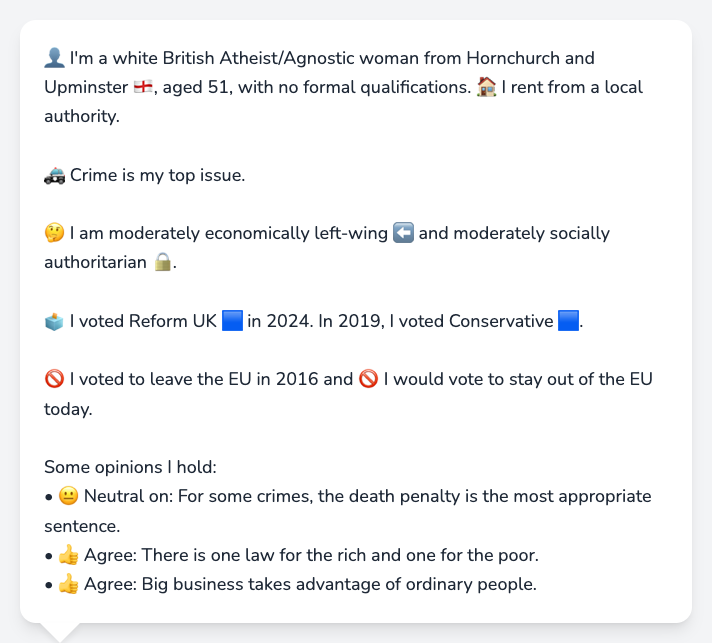 👤 I'm a white British Atheist/Agnostic woman from Hornchurch and
Upminster 🏴󠁧󠁢󠁥󠁮󠁧󠁿, aged 51, with no formal qualifications. 🏠 I rent from a local
authority.
🚓 Crime is my top issue.
🤔 I am moderately economically left-wing ⬅️ and moderately socially
authoritarian 🔒.
🗳️ I voted Reform UK 🟦 in 2024. In 2019, I voted Conservative 🟦.
🚫 I voted to leave the EU in 2016 and 🚫 I would vote to stay out of the EU
today.
Some opinions I hold:
• 😐 Neutral on: For some crimes, the death penalty is the most appropriate
sentence.
• 👍 Agree: There is one law for the rich and one for the poor.
• 👍 Agree: Big business takes advantage of ordinary people.